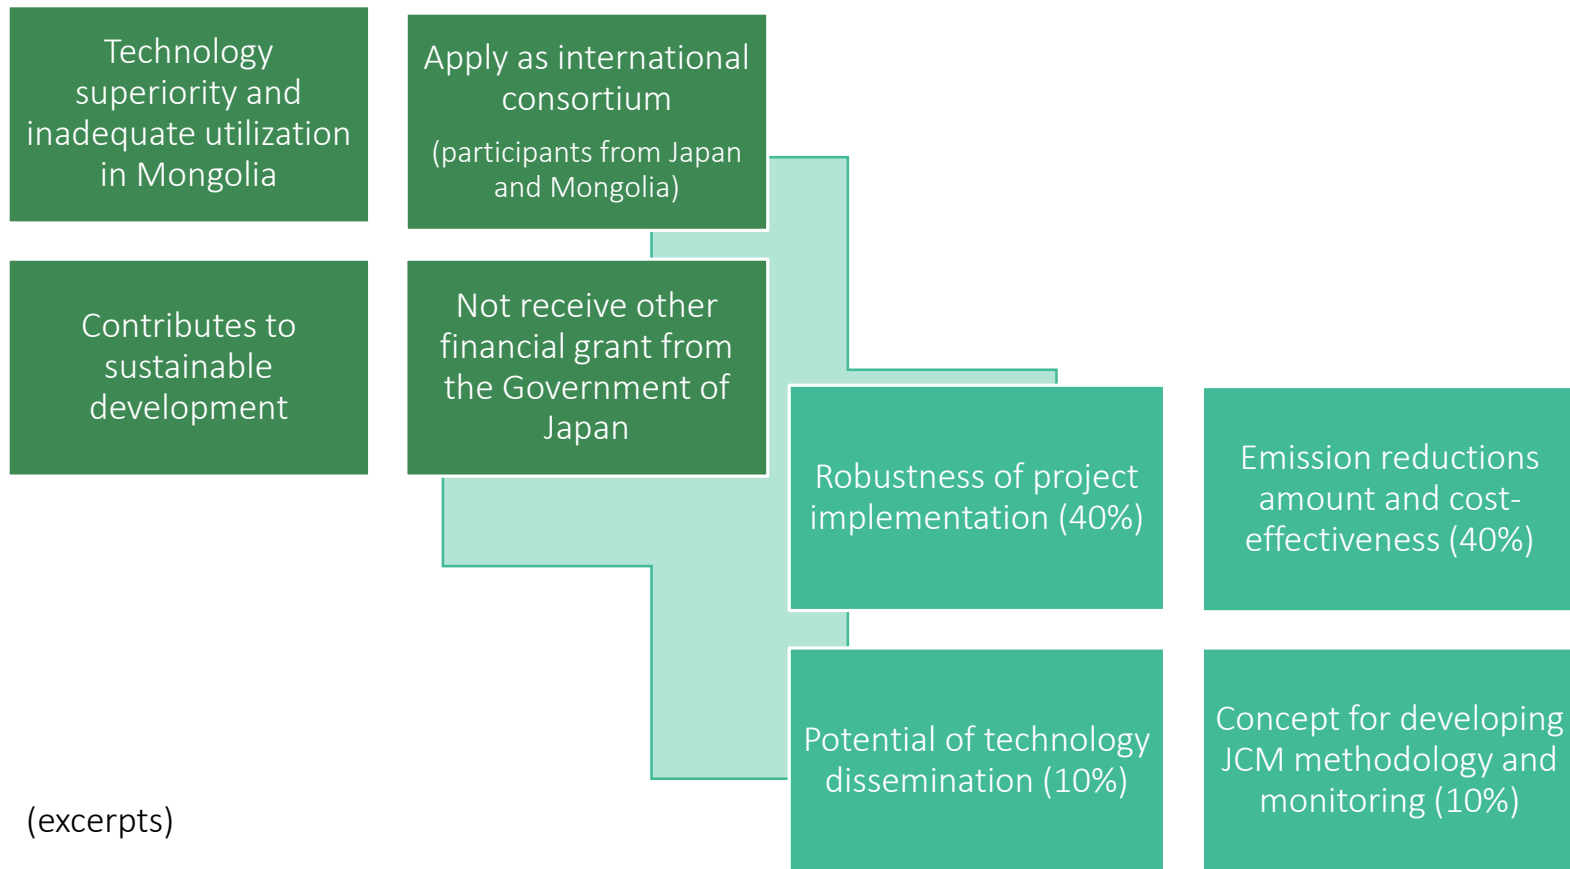 Technology
superiority and
inadequate utilization
in Mongolia
Apply as international
consortium
(participants from Japan
and Mongolia)
Contributes to
sustainable
development
Not receive other
financial grant from
the Government of
Japan
Robustness of project
implementation (40%)
Emission reductions
amount and cost-
effectiveness (40%)
Potential of technology
dissemination (10%)
Concept for developing
JCM methodology and
monitoring (10%)
(excerpts)